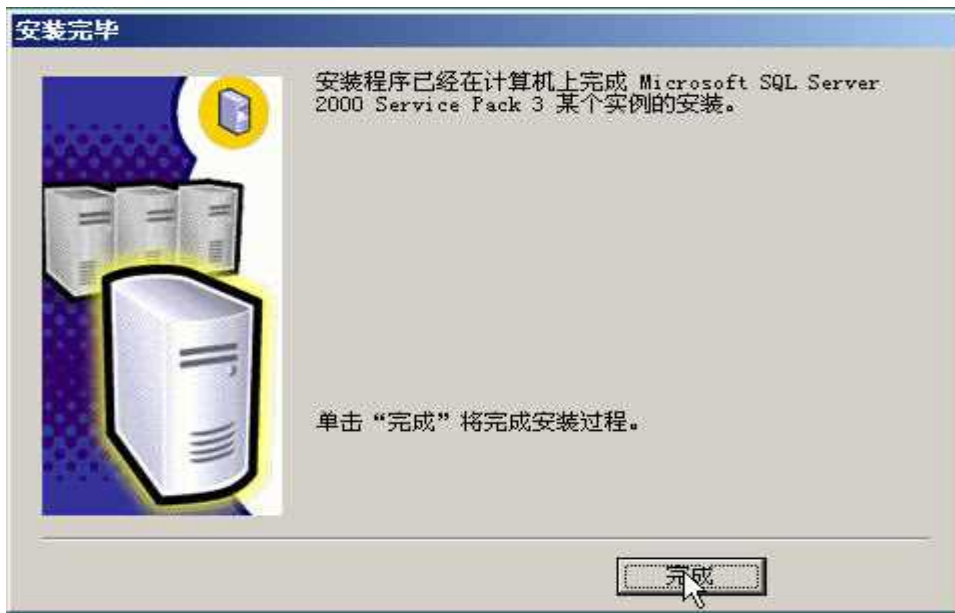 安装完毕
安装程序已经在计算机上完成 Microsoft SQL Server
2000 Service Pack 3 某个实例的安装。
单击“完成”将完成安装过程。
完成